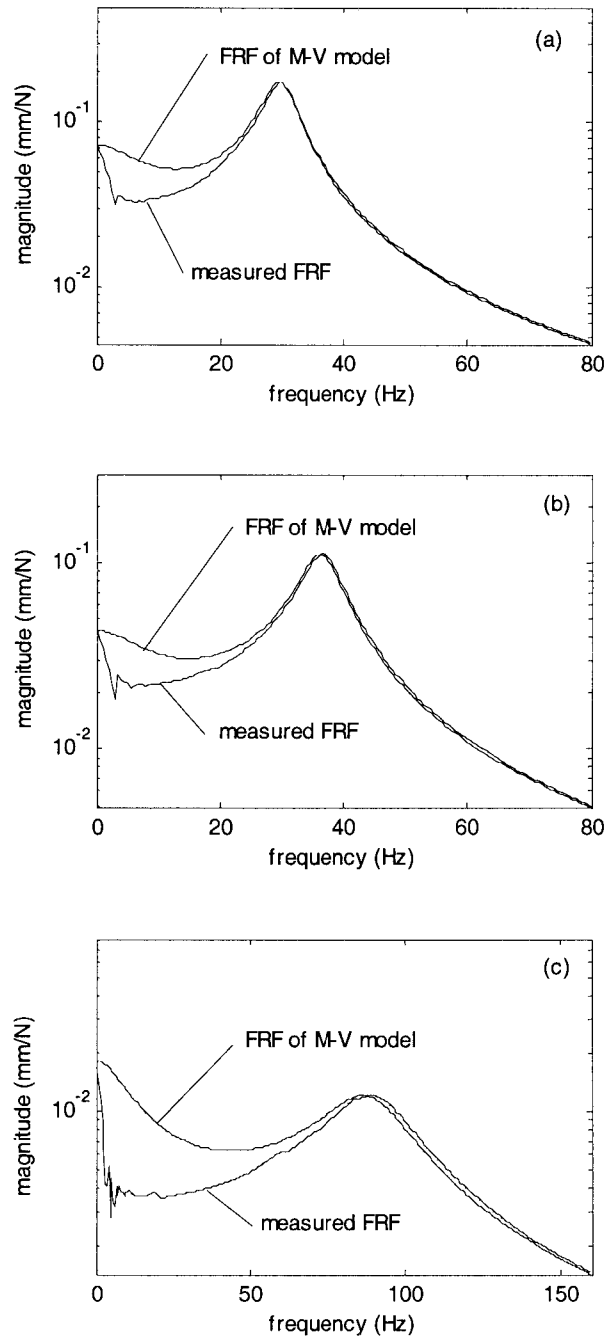 (a)
FRF of M-V model
10⁻¹
magnitude (mm/N)
measured FRF
10⁻²
0 20 40 60 80
frequency (Hz)
(b)
FRF of M-V model
10⁻¹
magnitude (mm/N)
measured FRF
10⁻²
0 20 40 60 80
frequency (Hz)
(c)
FRF of M-V model
10⁻²
magnitude (mm/N)
measured FRF
0 50 100 150
frequency (Hz)